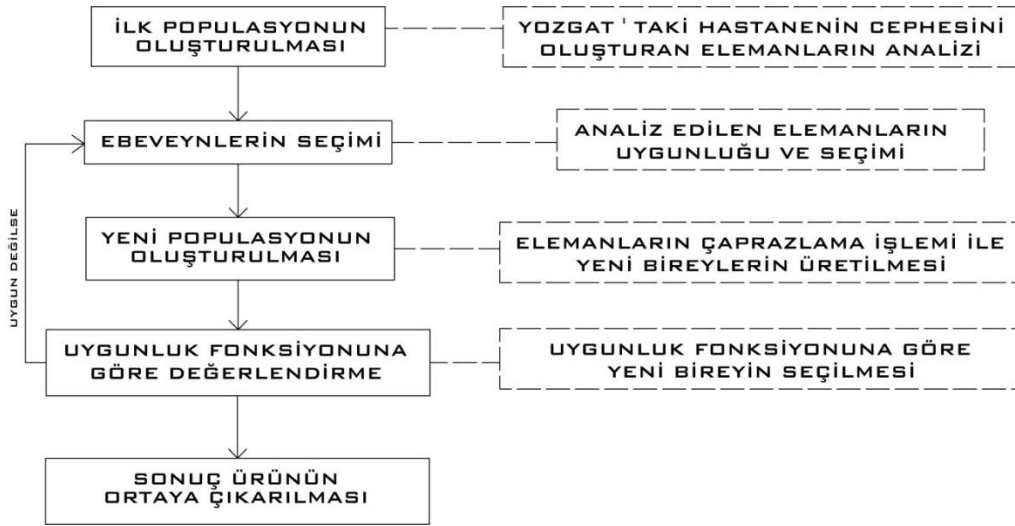 İLK POPULASYONUN
OLUŞTURULMASI
YOZGAT'TAKİ HASTANENİN CEPHESİNİ
OLUŞTURAN ELEMANLARIN ANALİZİ
EBEVEYNLERİN SEÇİMİ
ANALİZ EDİLEN ELEMANLARIN
UYGUNLUĞU VE SEÇİMİ
YENİ POPULASYONUN
OLUŞTURULMASI
ELEMANLARIN ÇAPRAZLAMA İŞLEMİ İLE
YENİ BİREYLERİN ÜRETİLMESİ
UYGUN DEĞİLSE
UYGUNLUK FONKSİYONUNA
GÖRE DEĞERLENDİRME
UYGUNLUK FONKSİYONUNA GÖRE
YENİ BİREYİN SEÇİLMESİ
SONUÇ ÜRÜNÜN
ORTAYA ÇIKARILMASI